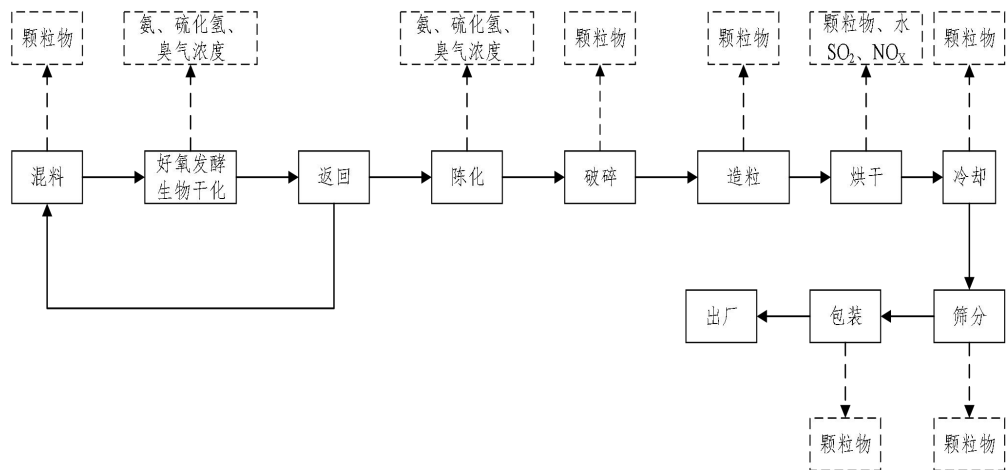 颗粒物
氨、硫化氢、
臭气浓度
氨、硫化氢、
臭气浓度
颗粒物
颗粒物
颗粒物、水
SO₂、NOₓ
颗粒物
混料
好氧发酵
生物干化
返回
陈化
破碎
造粒
烘干
冷却
出厂
包装
筛分
颗粒物
颗粒物